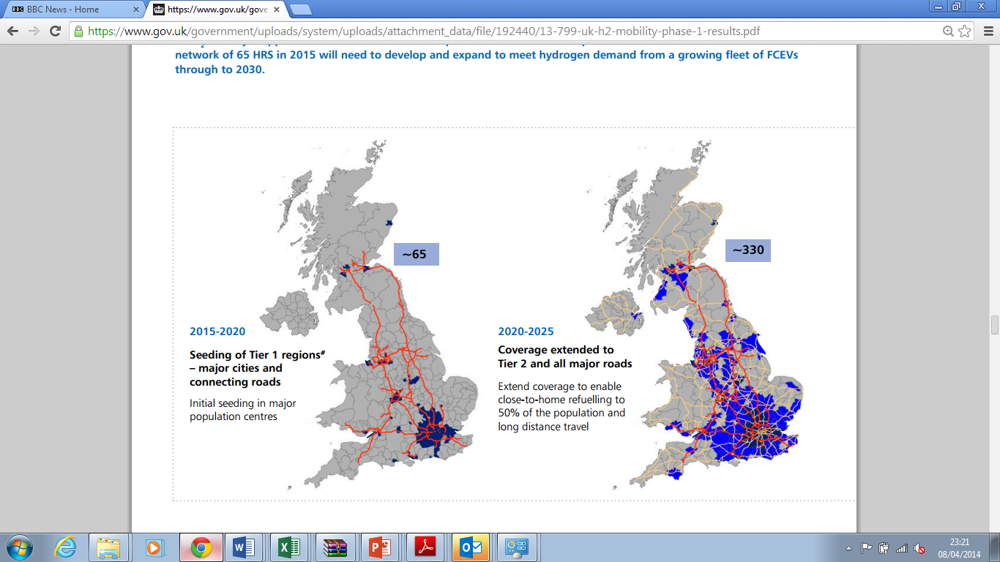 BBC News - Home
https://www.gov.uk/gove
https://www.gov.uk/government/uploads/system/uploads/attachment_data/file/192440/13-799-uk-h2-mobility-phase-1-results.pdf
network of 65 HRS in 2015 will need to develop and expand to meet hydrogen demand from a growing fleet of FCEVs
through to 2030.
~65
~330
2015-2020
Seeding of Tier 1 regions#
– major cities and
connecting roads
Initial seeding in major
population centres
2020-2025
Coverage extended to
Tier 2 and all major roads
Extend coverage to enable
close-to-home refuelling to
50% of the population and
long distance travel
23:21
08/04/2014